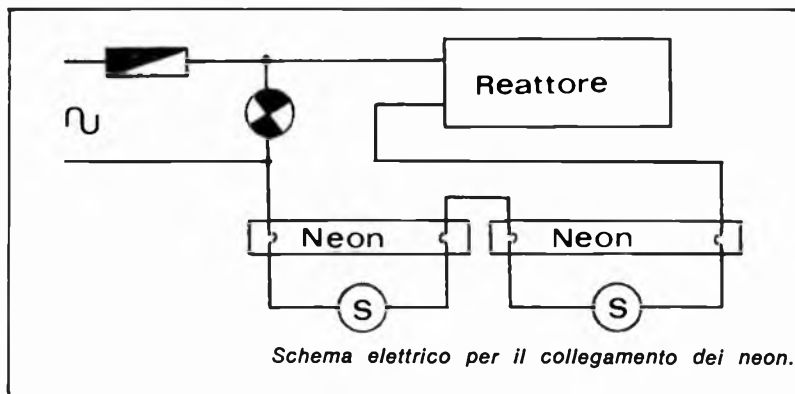 Reattore
Neon
Neon
S
S
Schema elettrico per il collegamento dei neon.